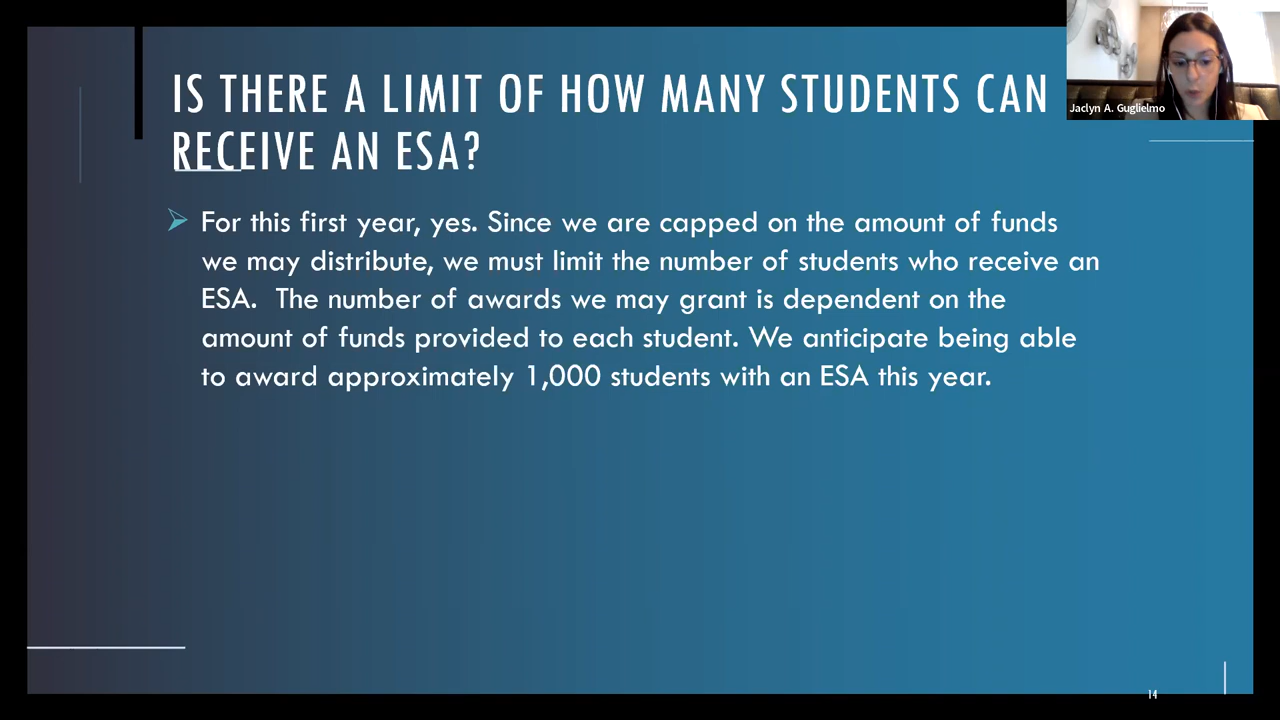 IS THERE A LIMIT OF HOW MANY STUDENTS CAN
RECEIVE AN ESA?
Jaclyn A. Guglielmo
For this first year, yes. Since we are capped on the amount of funds
we may distribute, we must limit the number of students who receive an
ESA.  The number of awards we may grant is dependent on the
amount of funds provided to each student. We anticipate being able
to award approximately 1,000 students with an ESA this year.
14